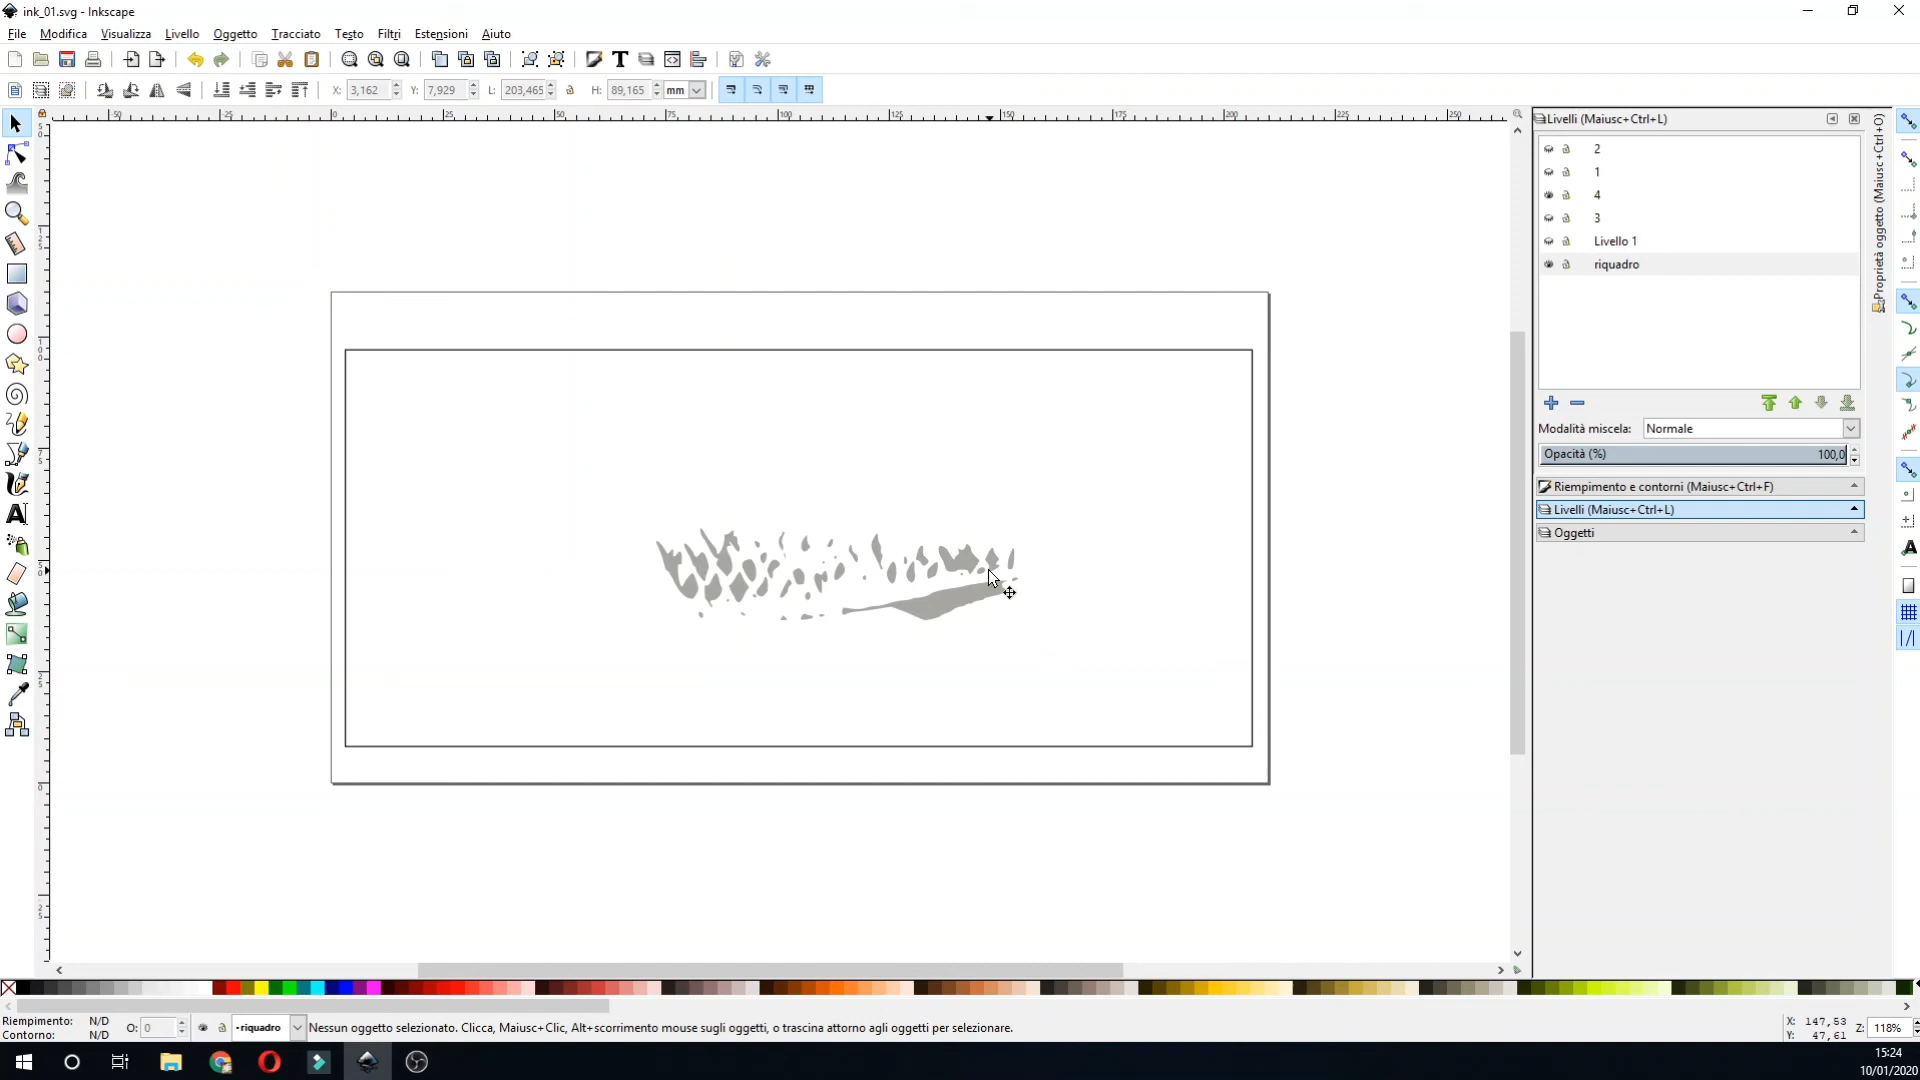 ink_01.svg - Inkscape
File Modifica Visualizza Livello Oggetto Tracciato Testo Filtri Estensioni Aiuto
X: 3,162 Y: 7,929 L: 203,465 H: 89,165 mm
Livelli (Maiusc+Ctrl+L)
2
1
4
3
Livello 1
riquadro
Proprietà oggetto (Maiusc+Ctrl+O)
Modalità miscela: Normale
Opacità (%) 100,0
Riempimento e contorni (Maiusc+Ctrl+F)
Livelli (Maiusc+Ctrl+L)
Oggetti
Riempimento: N/D
Contorno: N/D
O: 0
•riquadro
Nessun oggetto selezionato. Clicca, Maiusc+Clic, Alt+scorrimento mouse sugli oggetti, o trascina attorno agli oggetti per selezionare.
X: 147,53
Y: 47,61
Z: 118%
15:24
10/01/2020